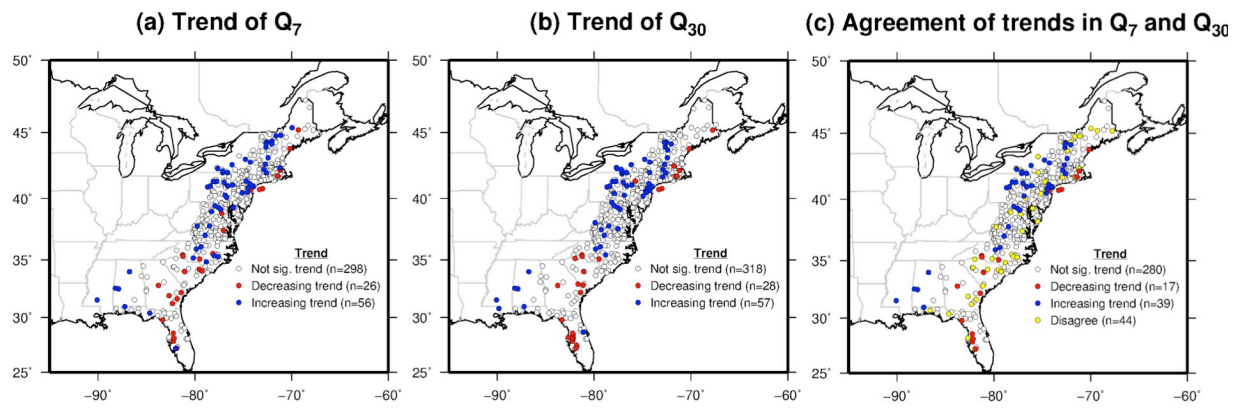 (a) Trend of Q7
(b) Trend of Q30
(c) Agreement of trends in Q7 and Q30
50˚
45˚
40˚
35˚
30˚
25˚
−90˚ −80˚ −70˚ −60˚
Trend
Not sig. trend (n=298)
Decreasing trend (n=26)
Increasing trend (n=56)
50˚
45˚
40˚
35˚
30˚
25˚
−90˚ −80˚ −70˚ −60˚
Trend
Not sig. trend (n=318)
Decreasing trend (n=28)
Increasing trend (n=57)
50˚
45˚
40˚
35˚
30˚
25˚
−90˚ −80˚ −70˚ −60˚
Trend
Not sig. trend (n=280)
Decreasing trend (n=17)
Increasing trend (n=39)
Disagree (n=44)